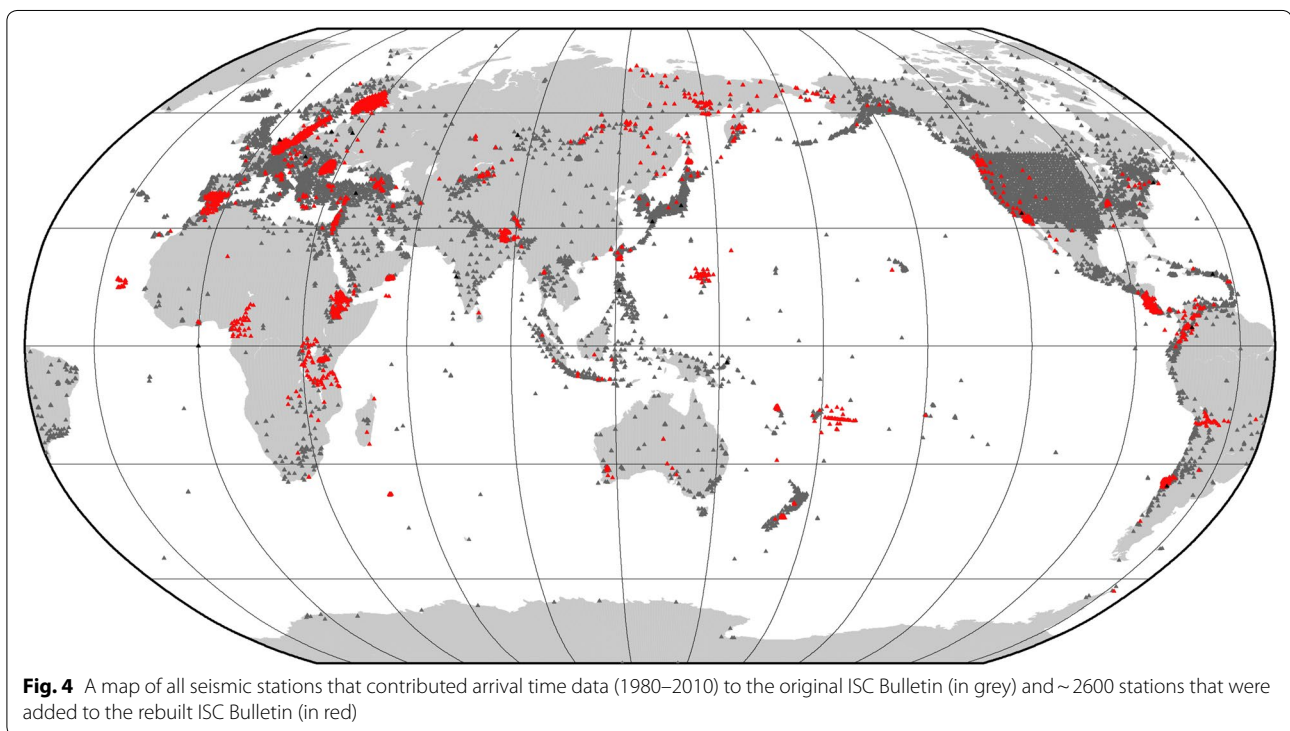 Fig. 4 A map of all seismic stations that contributed arrival time data (1980–2010) to the original ISC Bulletin (in grey) and ~ 2600 stations that were
added to the rebuilt ISC Bulletin (in red)